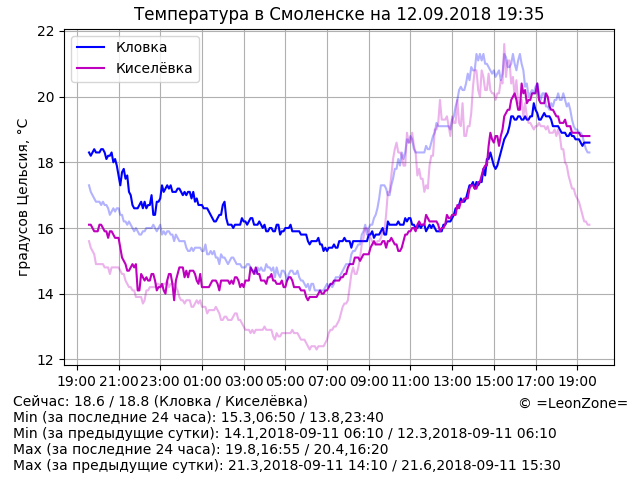 Температура в Смоленске на 12.09.2018 19:35
градусов Цельсия, °C
22
20
18
16
14
12
Кловка
Киселёвка
19:00 21:00 23:00 01:00 03:00 05:00 07:00 09:00 11:00 13:00 15:00 17:00 19:00
Сейчас: 18.6 / 18.8 (Кловка / Киселёвка)
© =LeonZone=
Min (за последние 24 часа): 15.3,06:50 / 13.8,23:40
Min (за предыдущие сутки): 14.1,2018-09-11 06:10 / 12.3,2018-09-11 06:10
Max (за последние 24 часа): 19.8,16:55 / 20.4,16:20
Max (за предыдущие сутки): 21.3,2018-09-11 14:10 / 21.6,2018-09-11 15:30